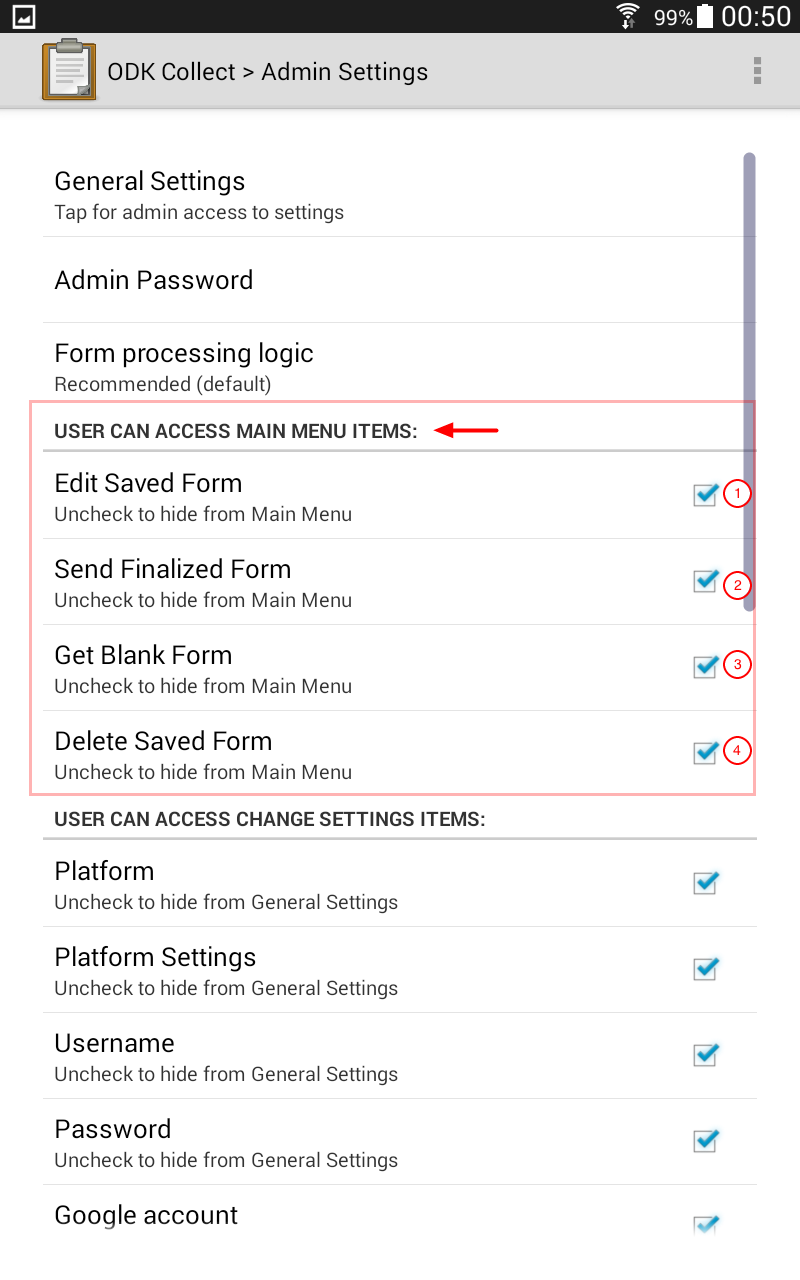 99% 00:50
ODK Collect > Admin Settings
General Settings
Tap for admin access to settings
Admin Password
Form processing logic
Recommended (default)
USER CAN ACCESS MAIN MENU ITEMS:
Edit Saved Form
Uncheck to hide from Main Menu
1
Send Finalized Form
Uncheck to hide from Main Menu
2
Get Blank Form
Uncheck to hide from Main Menu
3
Delete Saved Form
Uncheck to hide from Main Menu
4
USER CAN ACCESS CHANGE SETTINGS ITEMS:
Platform
Uncheck to hide from General Settings
Platform Settings
Uncheck to hide from General Settings
Username
Uncheck to hide from General Settings
Password
Uncheck to hide from General Settings
Google account